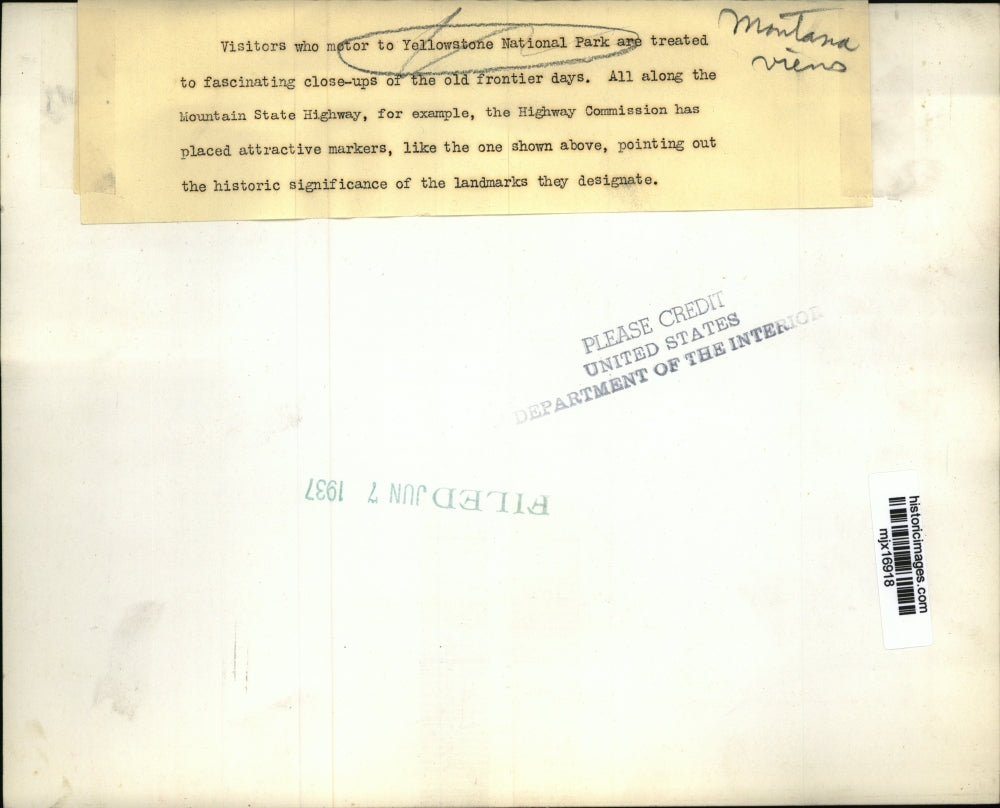 Visitors who motor to Yellowstone National Park are treated
to fascinating close-ups of the old frontier days. All along the
Mountain State Highway, for example, the Highway Commission has
placed attractive markers, like the one shown above, pointing out
the historic significance of the landmarks they designate.
Montana
views
PLEASE CREDIT
UNITED STATES
DEPARTMENT OF THE INTERIOR
FILED JUN 7 1937
historicimages.com
mjx16918